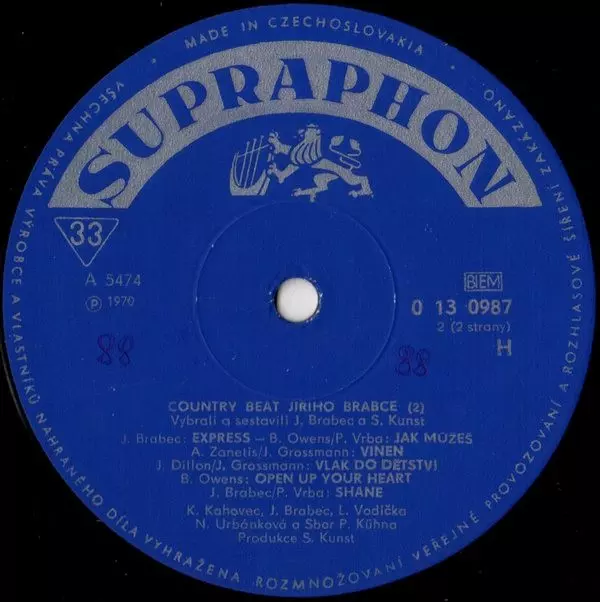 MADE IN CZECHOSLOVAKIA
VŠECHNA PRÁVA VÝROBCE A VLASTNÍKŮ NAHRANÉHO DÍLA VYHRAŽENA. ROZMNOŽOVÁNÍ VEŘEJNÉ PROVOZOVÁNÍ A ROZHLASOVÉ ŠÍŘENÍ ZAKÁZÁNO.
SUPRAPHON
33
A 5474
℗ 1970
BIEM
0 13 0987
2 (2 strany)
H
88 88
COUNTRY BEAT JIŘIHO BRABCE (2)
Vybrali a sestavili J. Brabec a S. Kunst
J. Brabec: EXPRESS – B. Owens/P. Vrba: JAK MŮŽEŠ
A. Zanetis/J. Grossmann: VINEN
J. Dillon/J. Grossmann: VLAK DO DĚTSTVÍ
B. Owens: OPEN UP YOUR HEART
J. Brabec/P. Vrba: SHANE
K. Kahovec, J. Brabec, L. Vodička
N. Urbánková a Sbor P. Kühna
Produkce S. Kunst